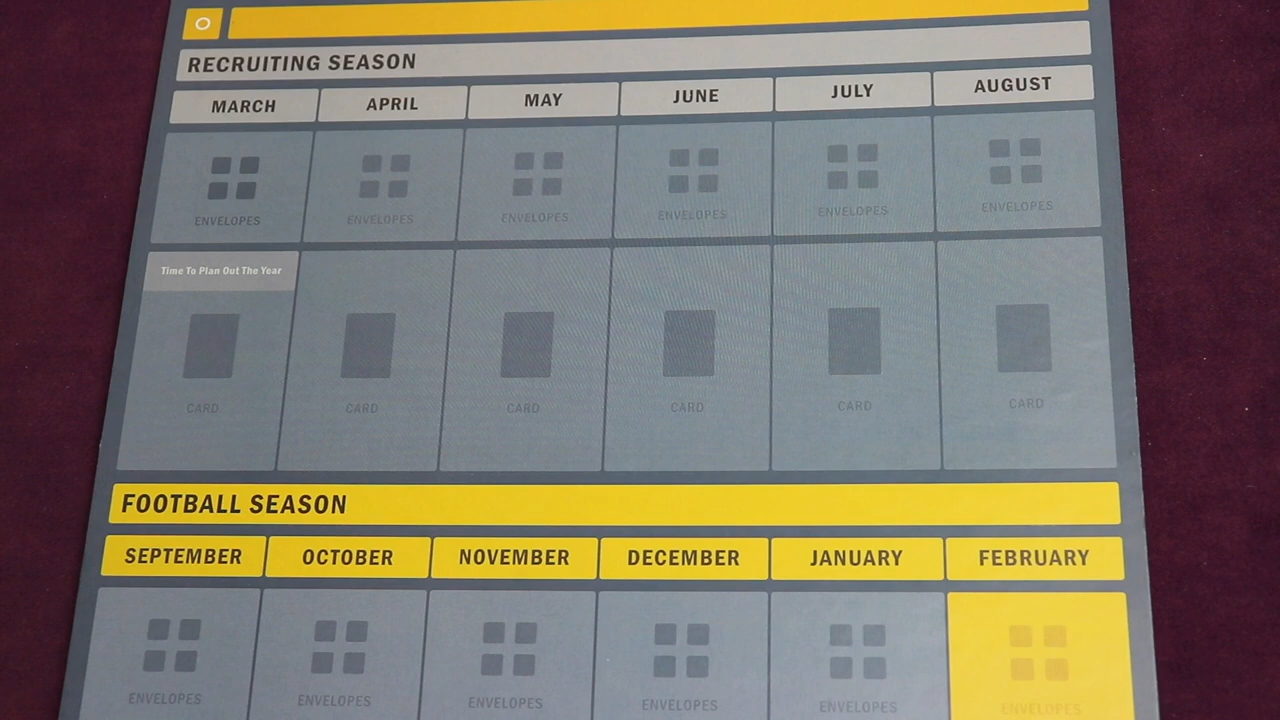 RECRUITING SEASON
MARCH APRIL MAY JUNE JULY AUGUST
ENVELOPES ENVELOPES ENVELOPES ENVELOPES ENVELOPES ENVELOPES
Time To Plan Out The Year
CARD CARD CARD CARD CARD CARD
FOOTBALL SEASON
SEPTEMBER OCTOBER NOVEMBER DECEMBER JANUARY FEBRUARY
ENVELOPES ENVELOPES ENVELOPES ENVELOPES ENVELOPES ENVELOPES